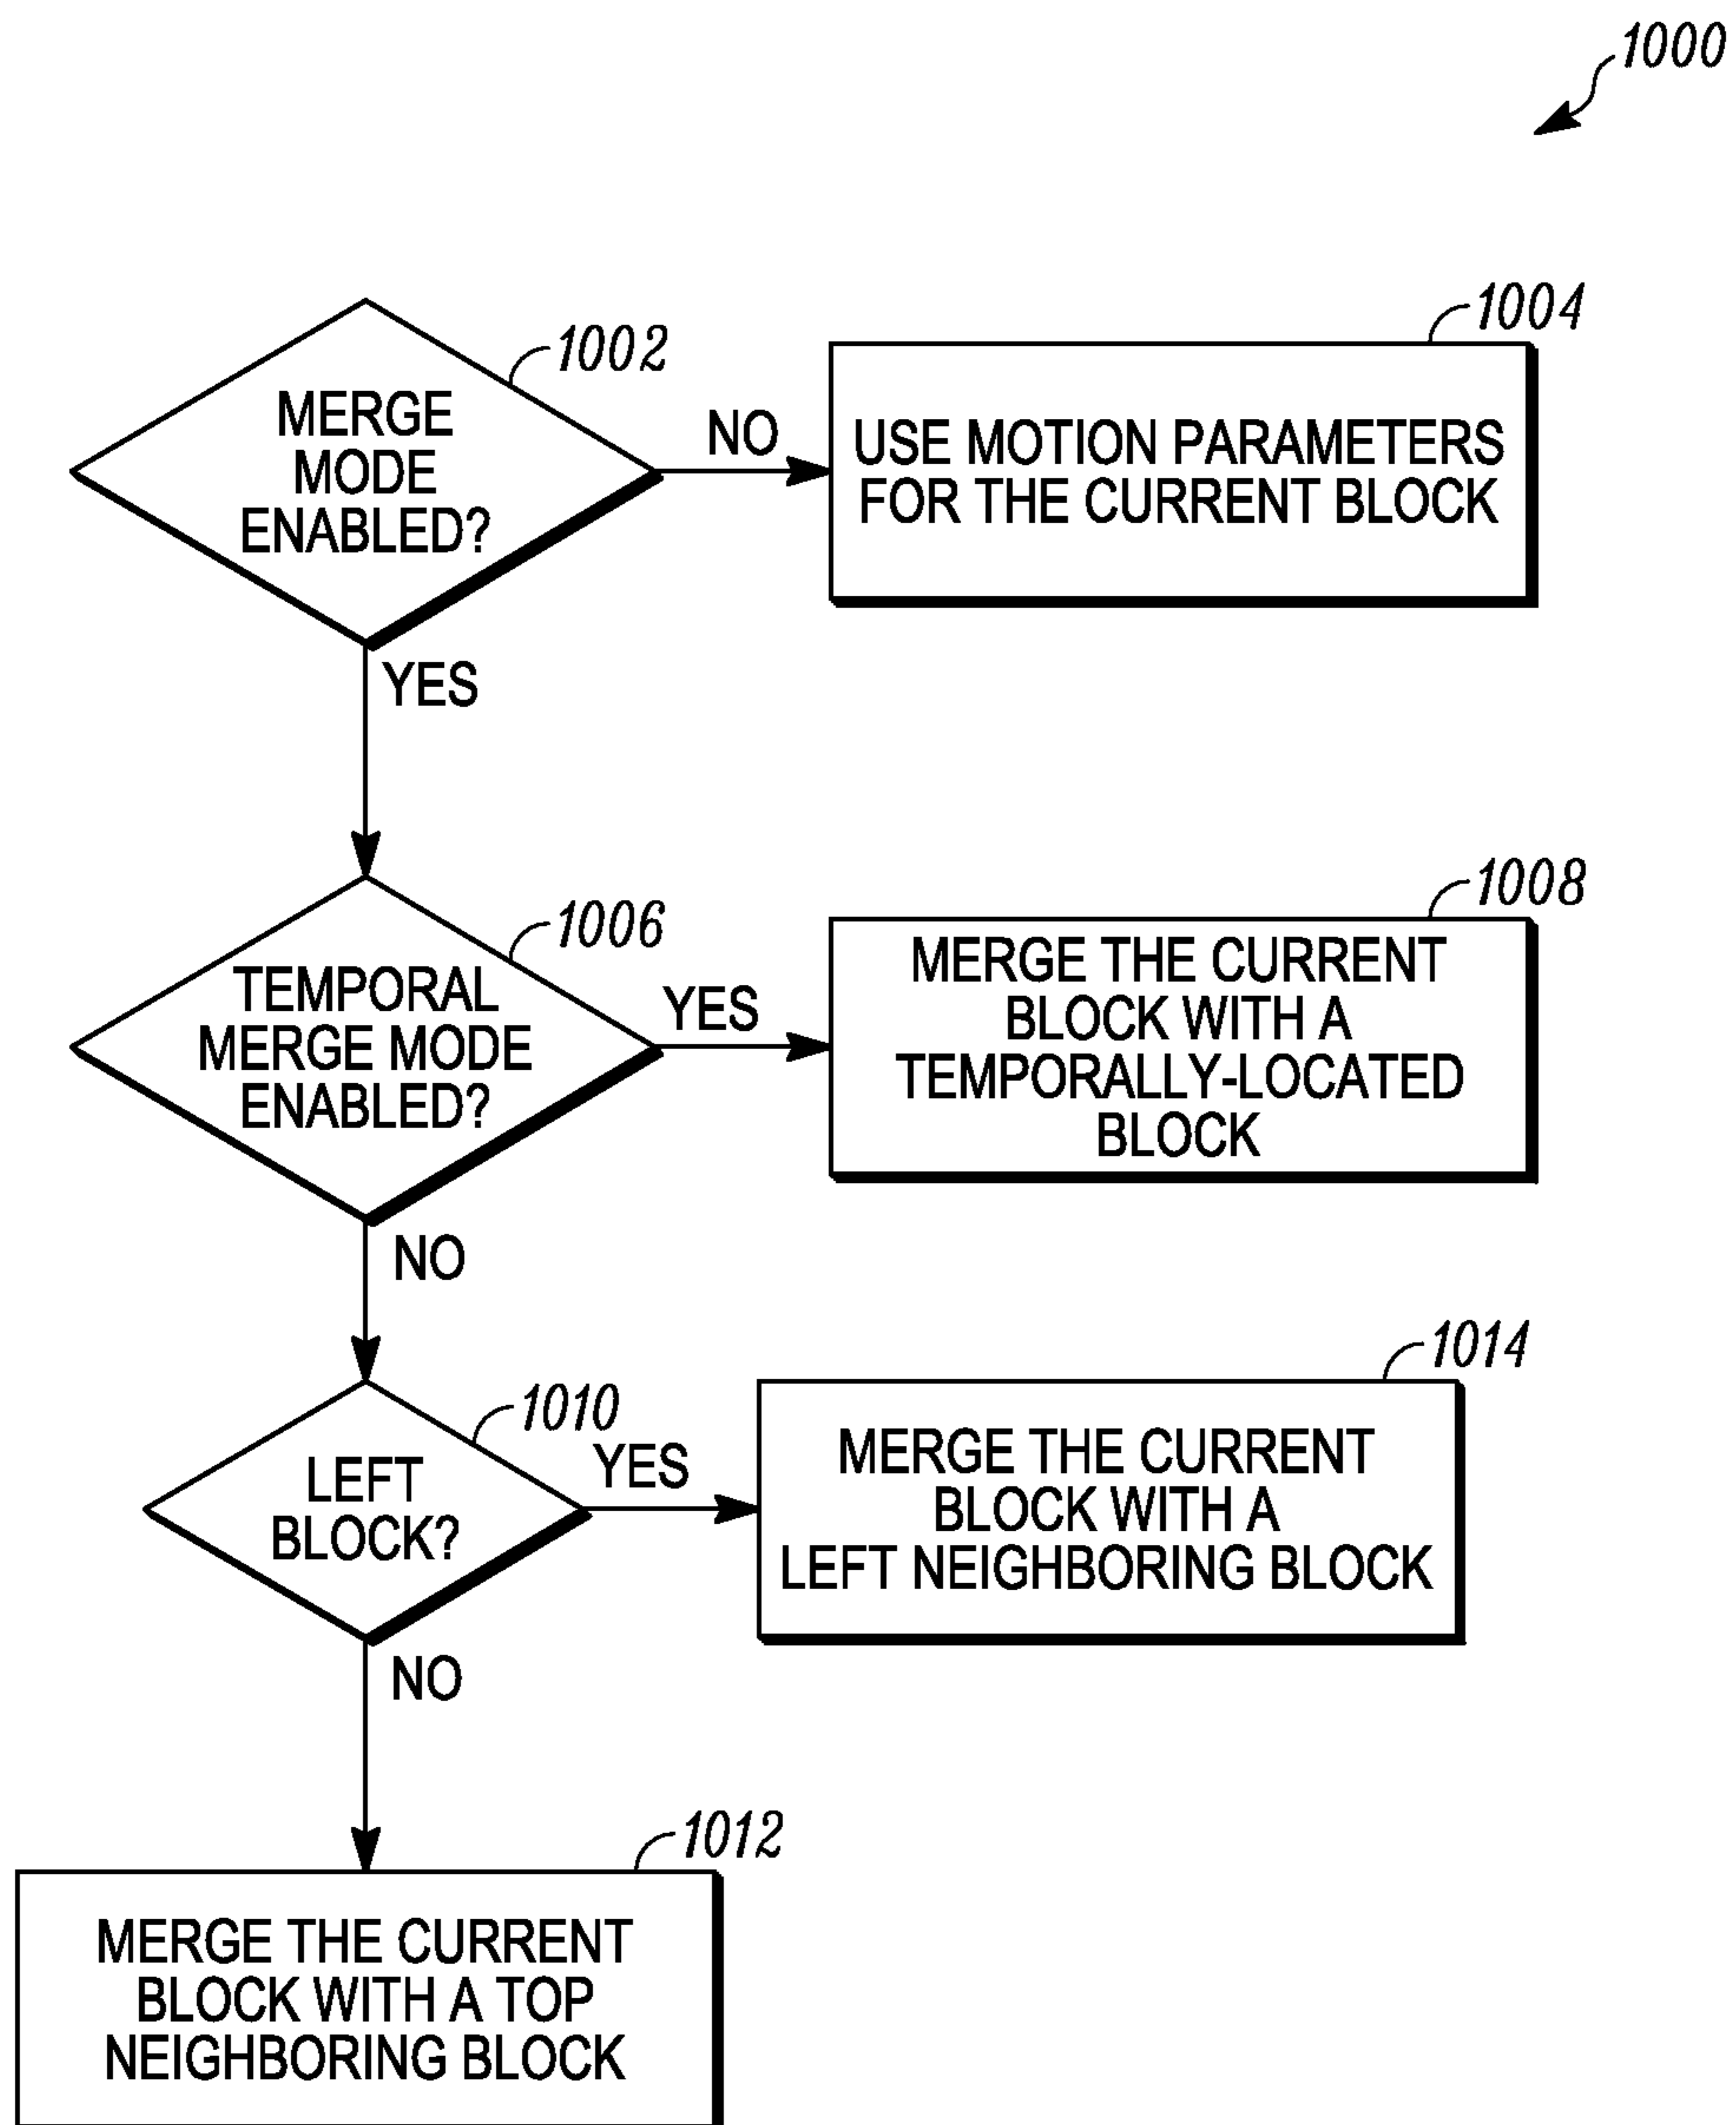 1000
1002
MERGE
MODE
ENABLED?
NO
YES
1004
USE MOTION PARAMETERS
FOR THE CURRENT BLOCK
1006
TEMPORAL
MERGE MODE
ENABLED?
YES
NO
1008
MERGE THE CURRENT
BLOCK WITH A
TEMPORALLY-LOCATED
BLOCK
1010
LEFT
BLOCK?
YES
NO
1014
MERGE THE CURRENT
BLOCK WITH A
LEFT NEIGHBORING BLOCK
1012
MERGE THE CURRENT
BLOCK WITH A TOP
NEIGHBORING BLOCK